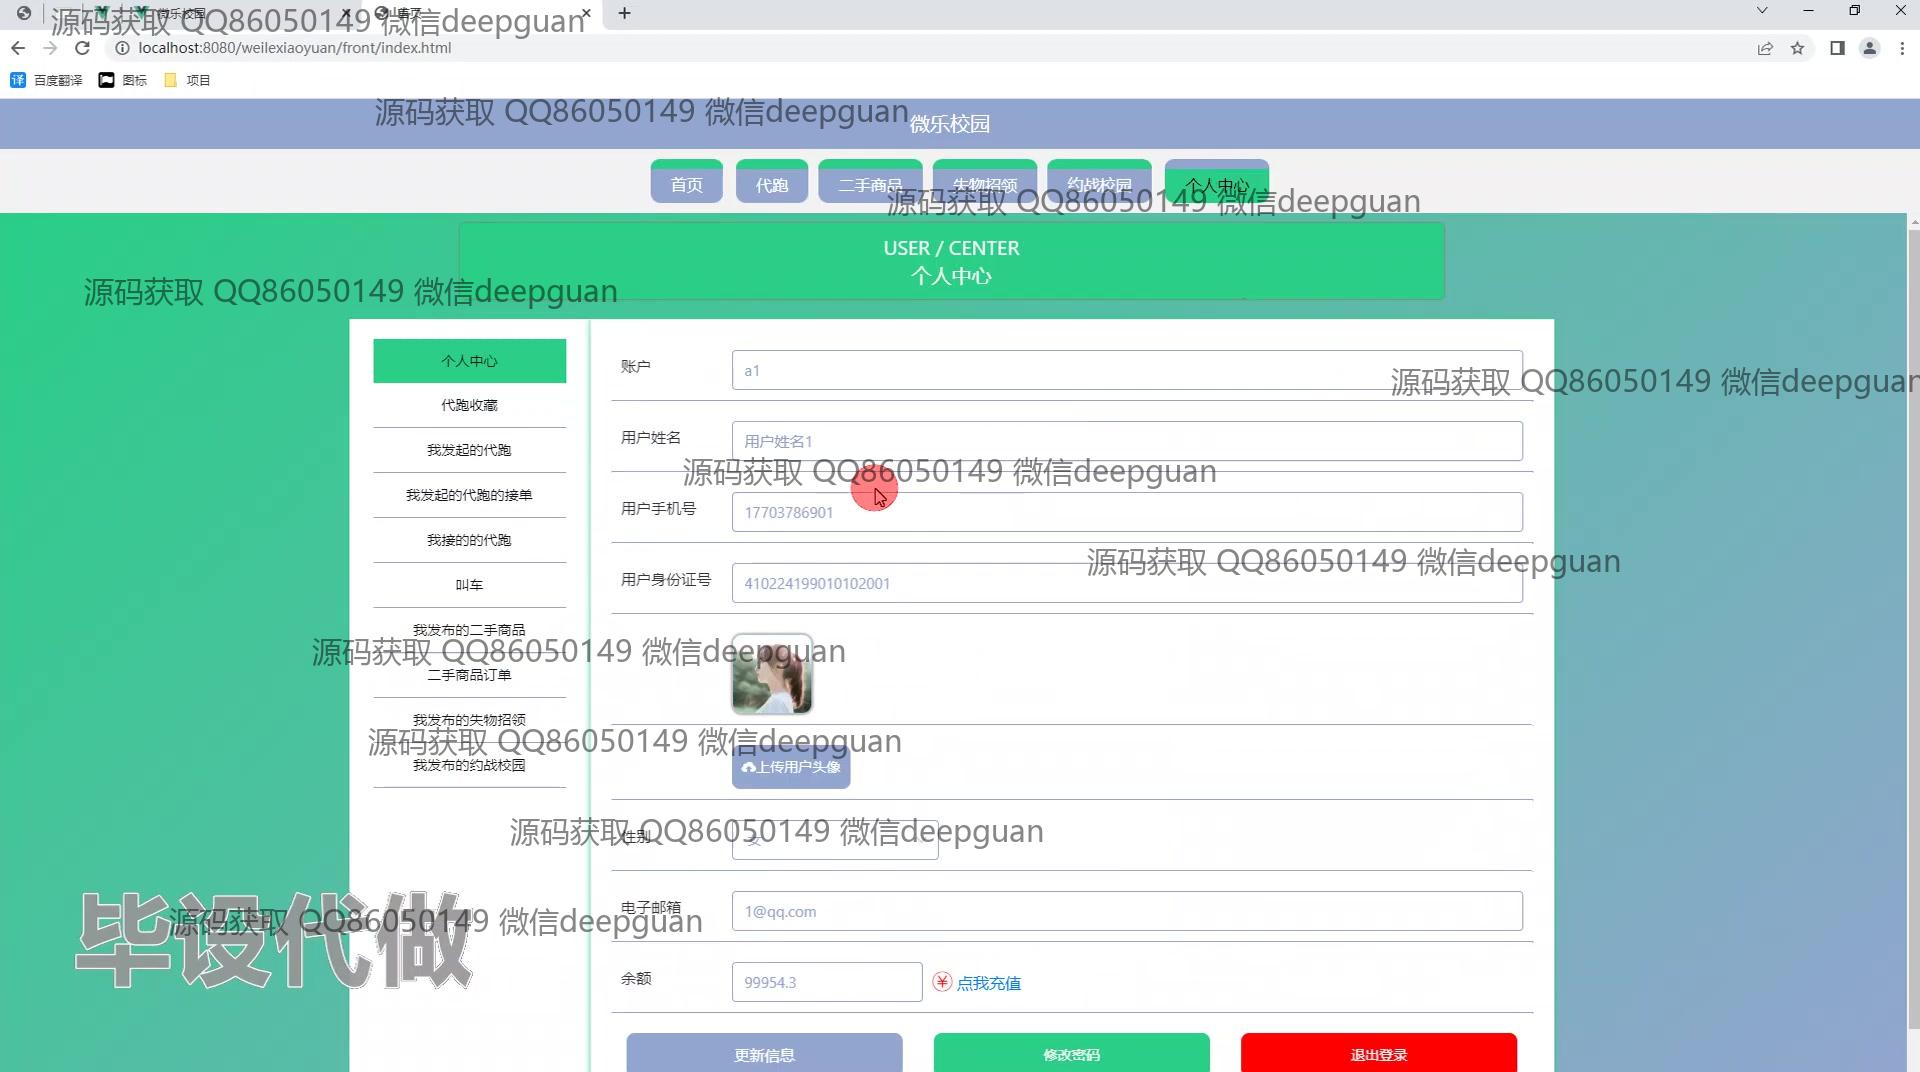 微乐校园
源码获取 QQ86050149 微信deepguan
localhost:8080/weilexiaoyuan/front/index.html
百度翻译 图标 项目
源码获取 QQ86050149 微信deepguan
微乐校园
首页 代跑 二手商品 失物招领 约战校园 个人中心
源码获取 QQ86050149 微信deepguan
USER / CENTER
个人中心
源码获取 QQ86050149 微信deepguan
个人中心
代跑收藏
我发起的代跑
我发起的代跑的接单
我接的的代跑
叫车
我发布的二手商品
二手商品订单
我发布的失物招领
我发布的约战校园
账户 a1
源码获取 QQ86050149 微信deepguan
用户姓名 用户姓名1
源码获取 QQ86050149 微信deepguan
用户手机号 17703786901
源码获取 QQ86050149 微信deepguan
用户身份证号 410224199010102001
源码获取 QQ86050149 微信deepguan
源码获取 QQ86050149 微信deepguan
上传用户头像
源码获取 QQ86050149 微信deepguan
性别 女
源码获取 QQ86050149 微信deepguan
电子邮箱 1@qq.com
毕设代做
余额 99954.3 点我充值
更新信息 修改密码 退出登录